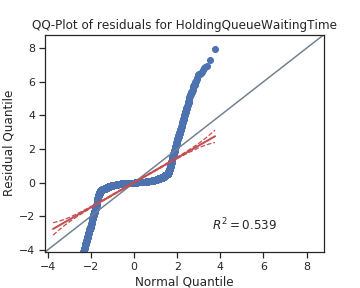 QQ-Plot of residuals for HoldingQueueWaitingTime
Residual Quantile
8
6
4
2
0
−2
−4
R² = 0.539
−4 −2 0 2 4 6 8
Normal Quantile